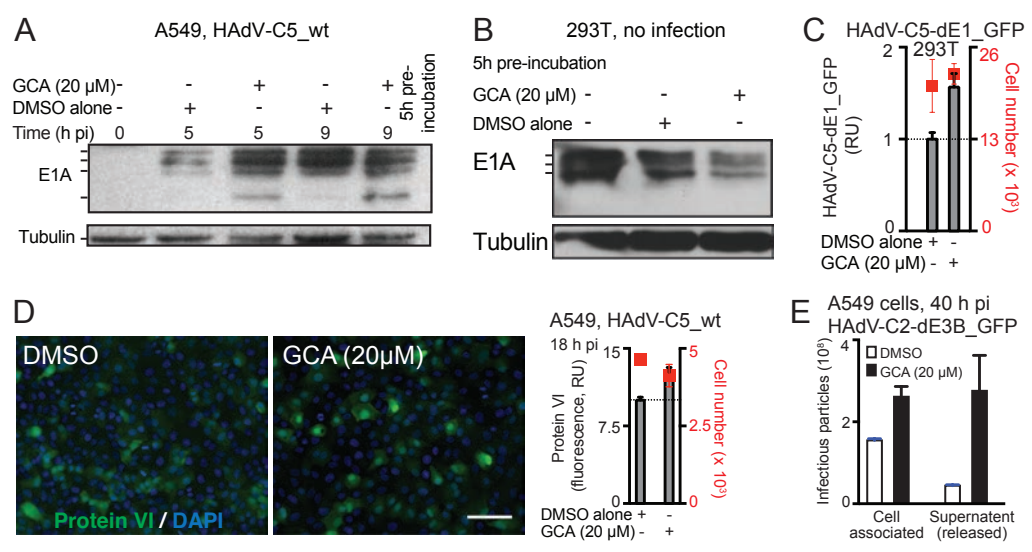 A
A549, HAdV-C5_wt
GCA (20 µM) - - + - +
DMSO alone - + - + -
Time (h pi) 0 5 5 9 9
5h pre-
incubation
E1A
Tubulin
B
293T, no infection
5h pre-incubation
GCA (20 µM) - - +
DMSO alone - + -
E1A
Tubulin
C
HAdV-C5-dE1_GFP
293T
HAdV-C5-dE1_GFP
(RU)
2
1
0
26
13
0
Cell number (x 10³)
DMSO alone + -
GCA (20 µM) - +
D
DMSO
GCA (20µM)
Protein VI / DAPI
A549, HAdV-C5_wt
18 h pi
Protein VI
(fluorescence, RU)
15
7.5
0
5
2.5
0
Cell number (x 10³)
DMSO alone + -
GCA (20 µM) - +
E
A549 cells, 40 h pi
HAdV-C2-dE3B_GFP
Infectious particles (10⁸)
4
2
0
DMSO
GCA (20 µM)
Cell
associated
Supernatent
(released)